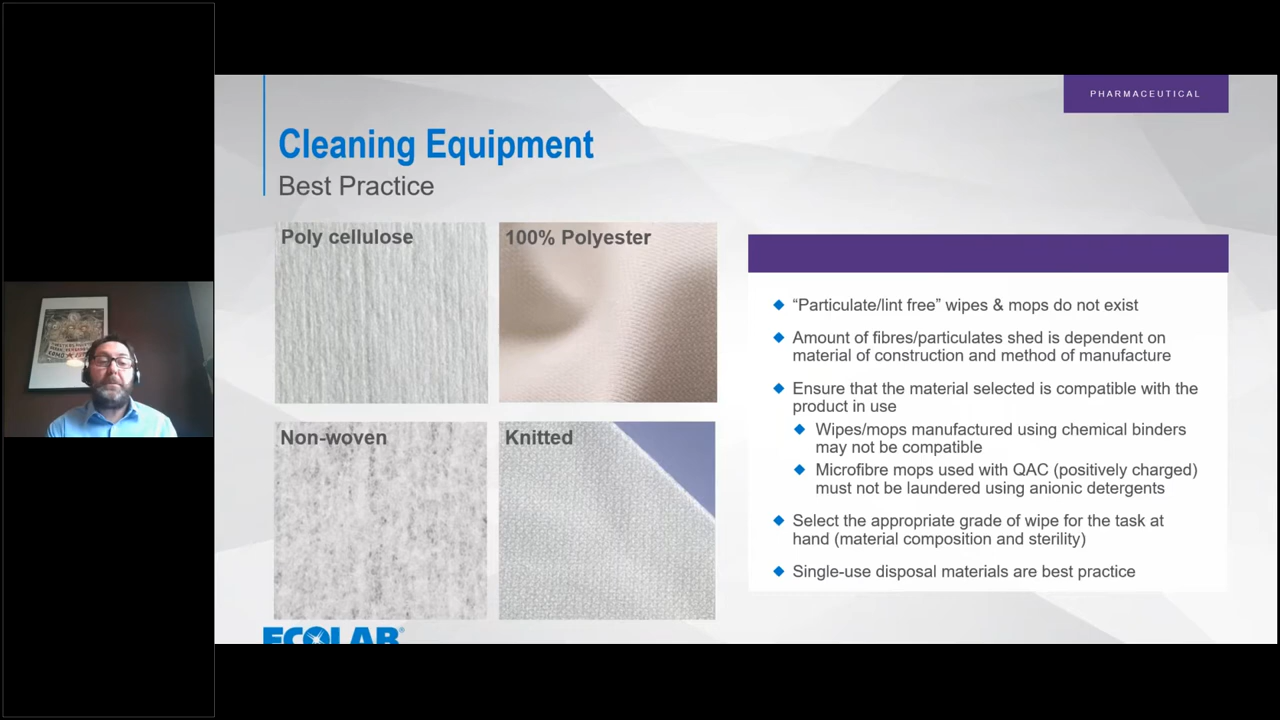 PHARMACEUTICAL
Cleaning Equipment
Best Practice
Poly cellulose
100% Polyester
Non-woven
Knitted
“Particulate/lint free” wipes & mops do not exist
Amount of fibres/particulates shed is dependent on
material of construction and method of manufacture
Ensure that the material selected is compatible with the
product in use
Wipes/mops manufactured using chemical binders
may not be compatible
Microfibre mops used with QAC (positively charged)
must not be laundered using anionic detergents
Select the appropriate grade of wipe for the task at
hand (material composition and sterility)
Single-use disposal materials are best practice
ECOLAB®